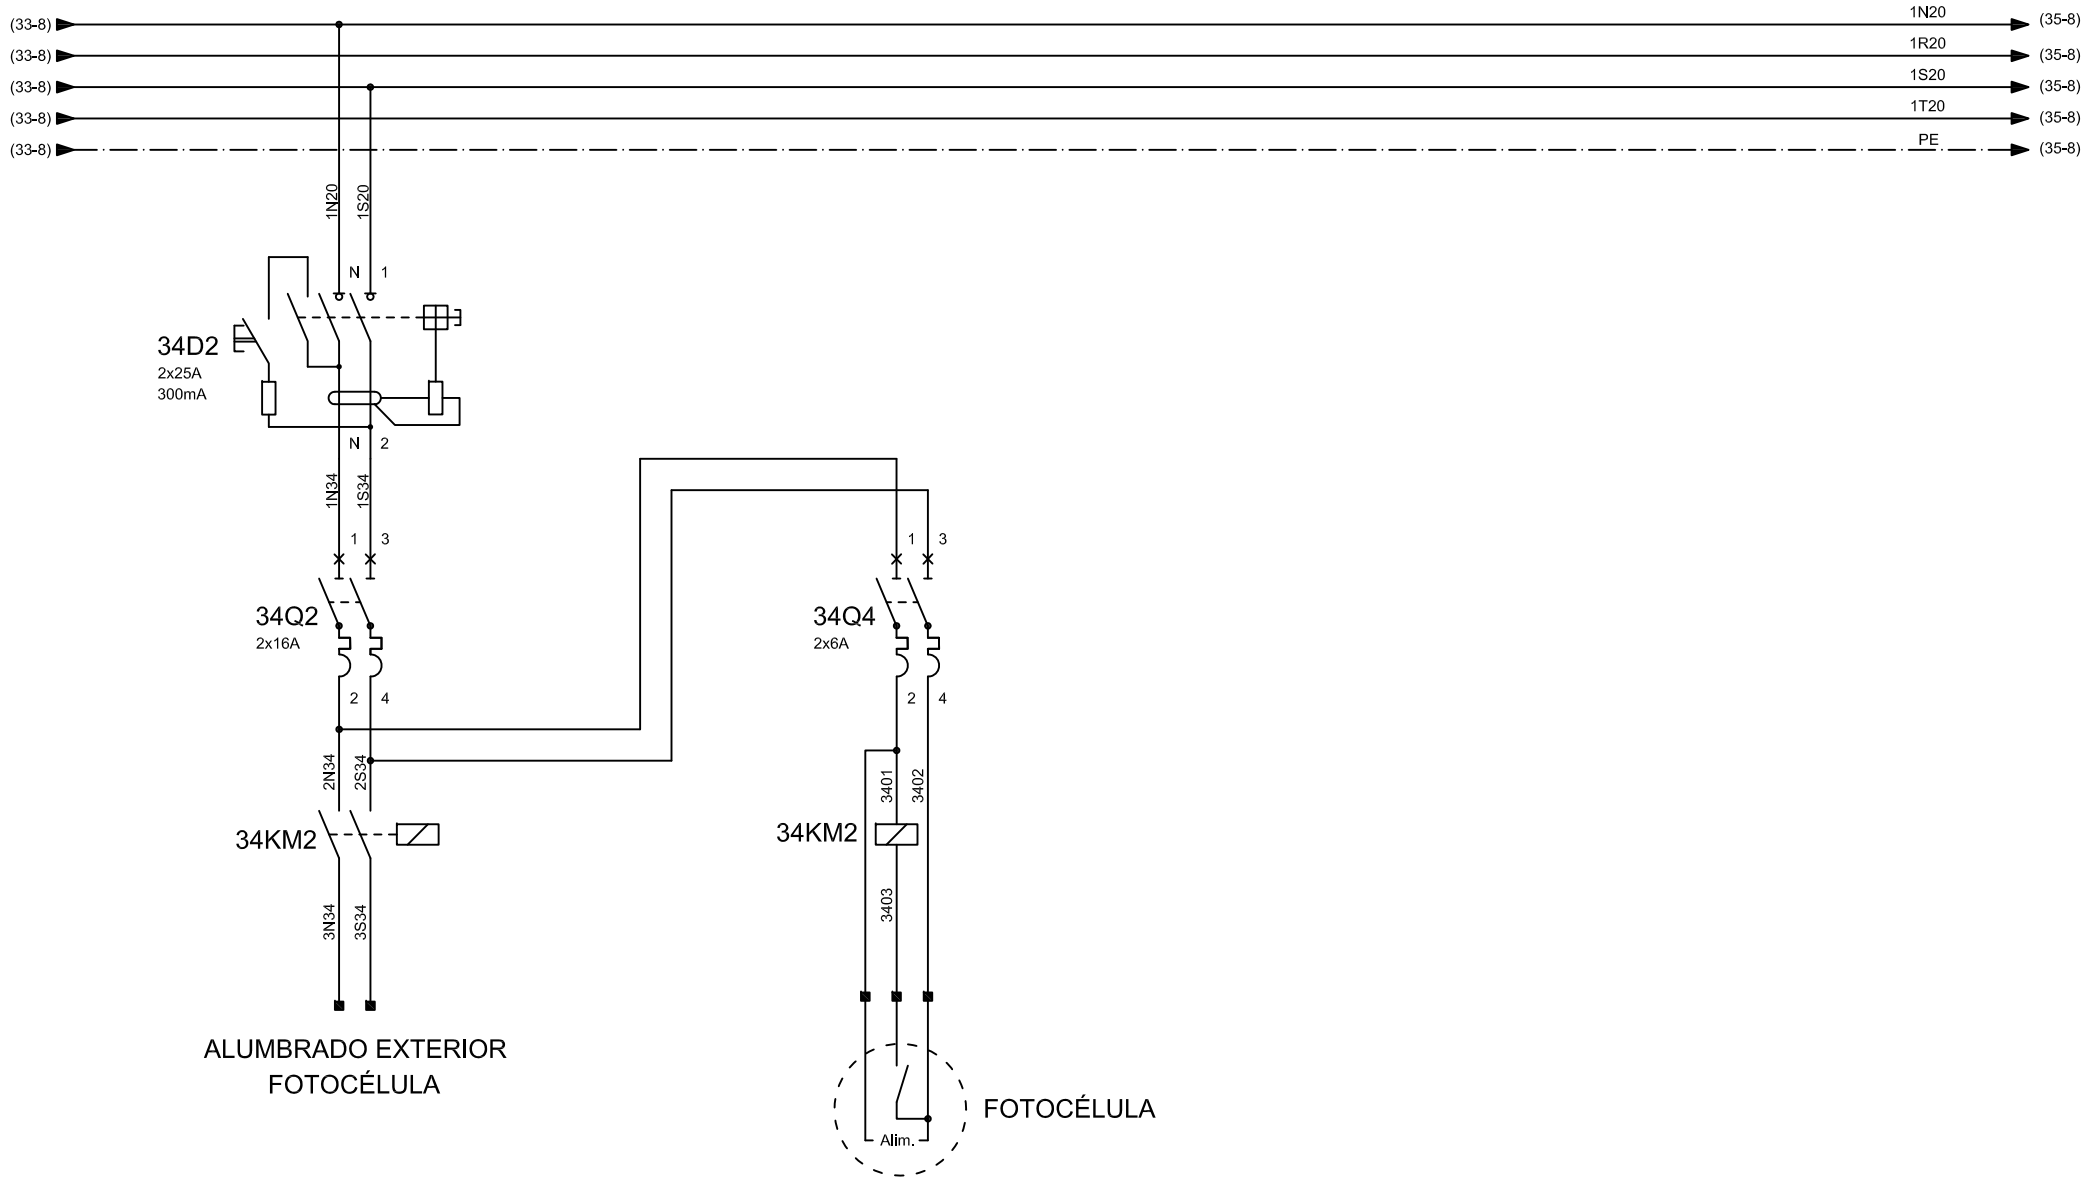 (33-8) 1N20 (35-8)
(33-8) 1R20 (35-8)
(33-8) 1S20 (35-8)
(33-8) 1T20 (35-8)
(33-8) PE (35-8)
1N20 1S20
N 1
34D2
2x25A
300mA
N 2
1N34 1S34
1 3 1 3
34Q2 34Q4
2x16A 2x6A
2 4 2 4
2N34 2S34 3401 3402
34KM2 34KM2
3N34 3S34 3403
ALUMBRADO EXTERIOR
FOTOCÉLULA
FOTOCÉLULA
Alim.